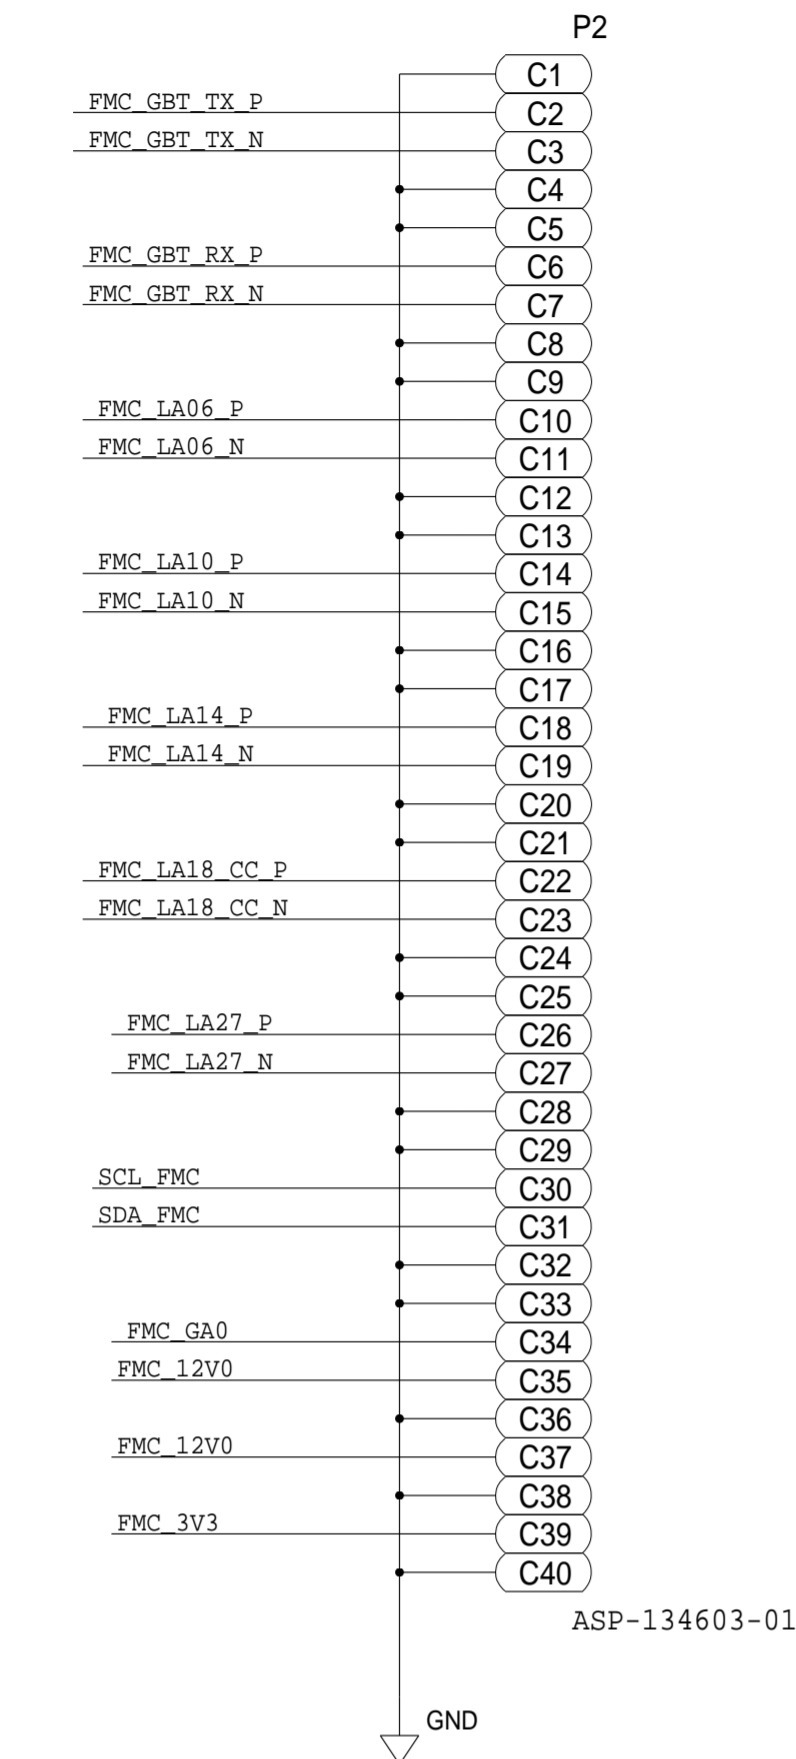 P2
C1
FMC_GBT_TX_P C2
FMC_GBT_TX_N C3
C4
C5
FMC_GBT_RX_P C6
FMC_GBT_RX_N C7
C8
C9
FMC_LA06_P C10
FMC_LA06_N C11
C12
C13
FMC_LA10_P C14
FMC_LA10_N C15
C16
C17
FMC_LA14_P C18
FMC_LA14_N C19
C20
C21
FMC_LA18_CC_P C22
FMC_LA18_CC_N C23
C24
C25
FMC_LA27_P C26
FMC_LA27_N C27
C28
C29
SCL_FMC C30
SDA_FMC C31
C32
C33
FMC_GA0 C34
FMC_12V0 C35
C36
FMC_12V0 C37
C38
FMC_3V3 C39
C40
ASP-134603-01
GND